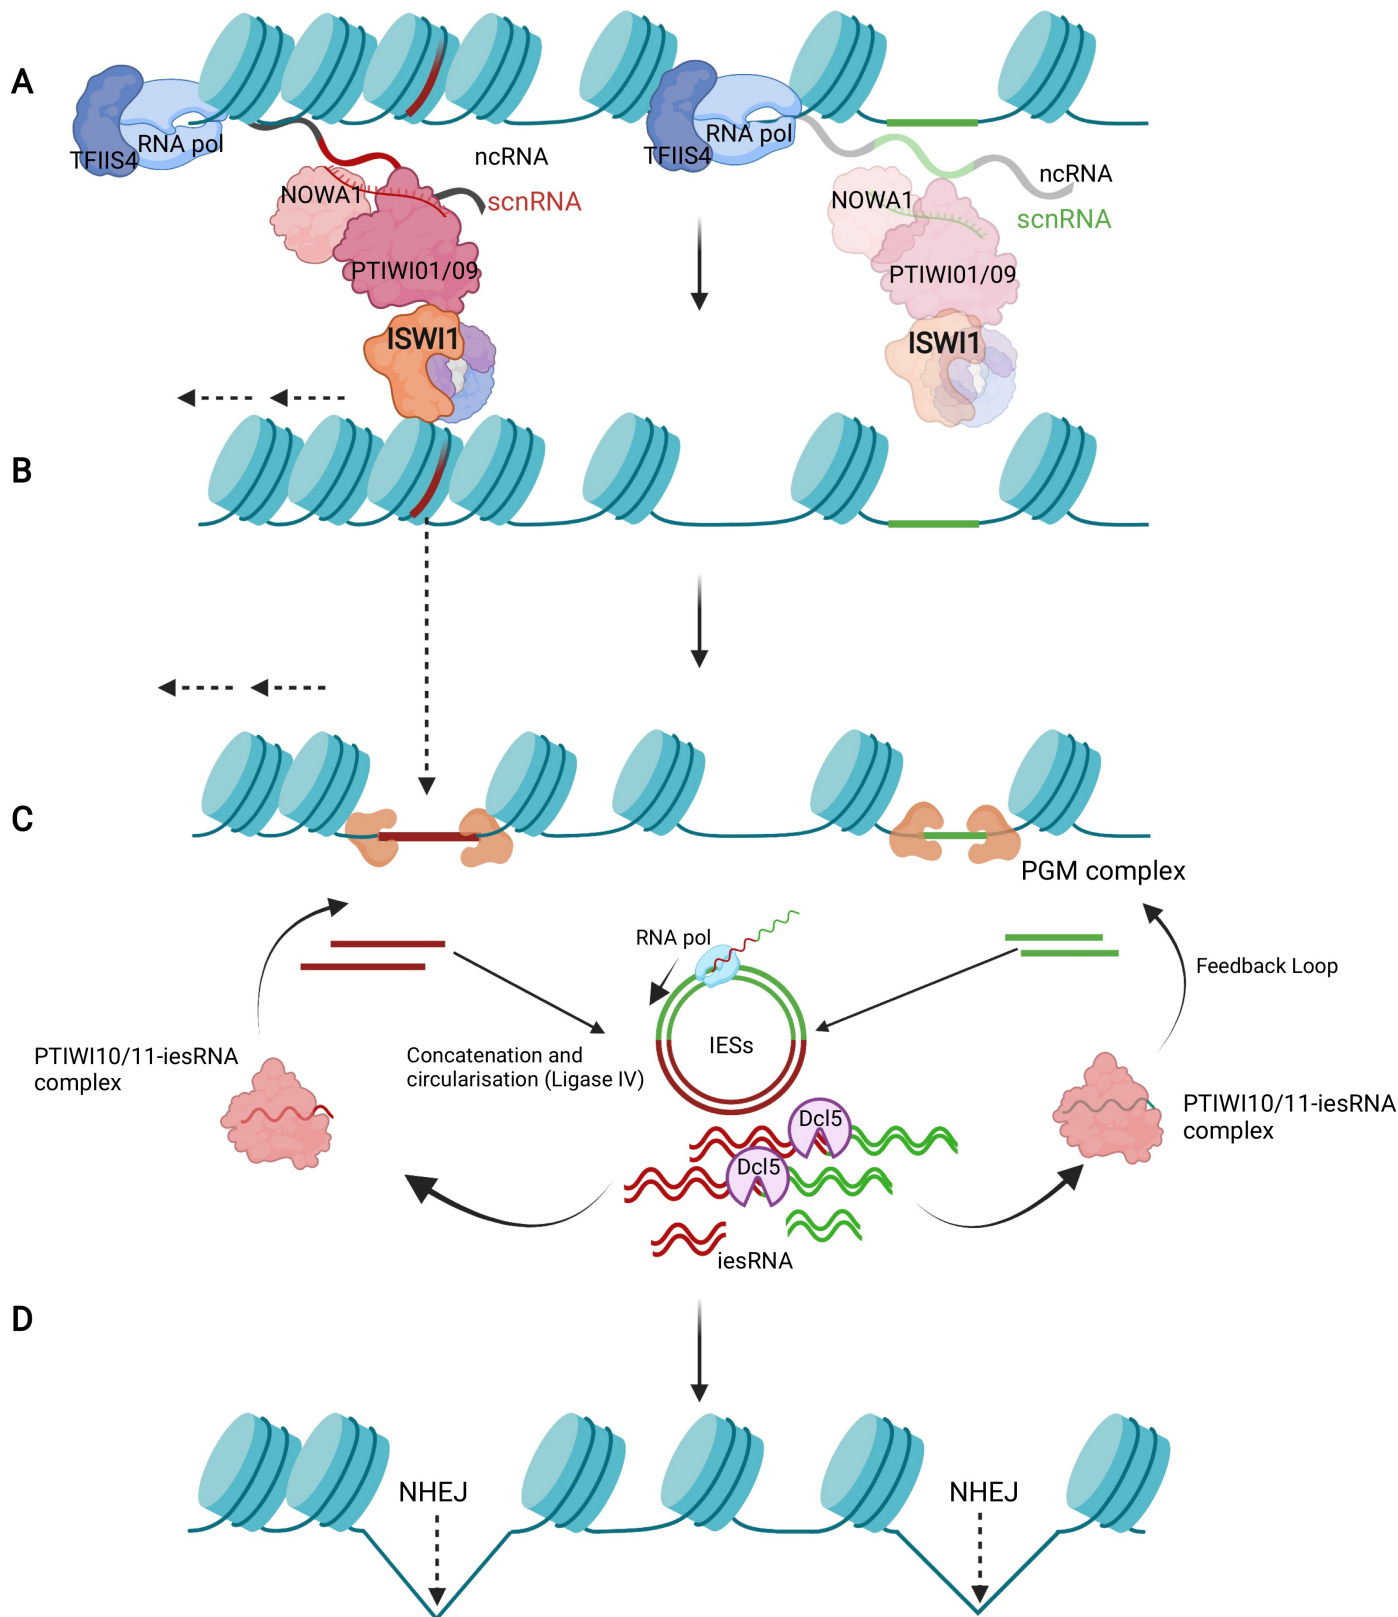 A
TFIIS4
RNA pol
ncRNA
NOWA1
scnRNA
PTIWI01/09
ISWI1
TFIIS4
RNA pol
ncRNA
NOWA1
scnRNA
PTIWI01/09
ISWI1
B
C
PGM complex
RNA pol
Feedback Loop
IESs
Concatenation and
circularisation (Ligase IV)
PTIWI10/11-iesRNA
complex
PTIWI10/11-iesRNA
complex
Dcl5
Dcl5
iesRNA
D
NHEJ
NHEJ